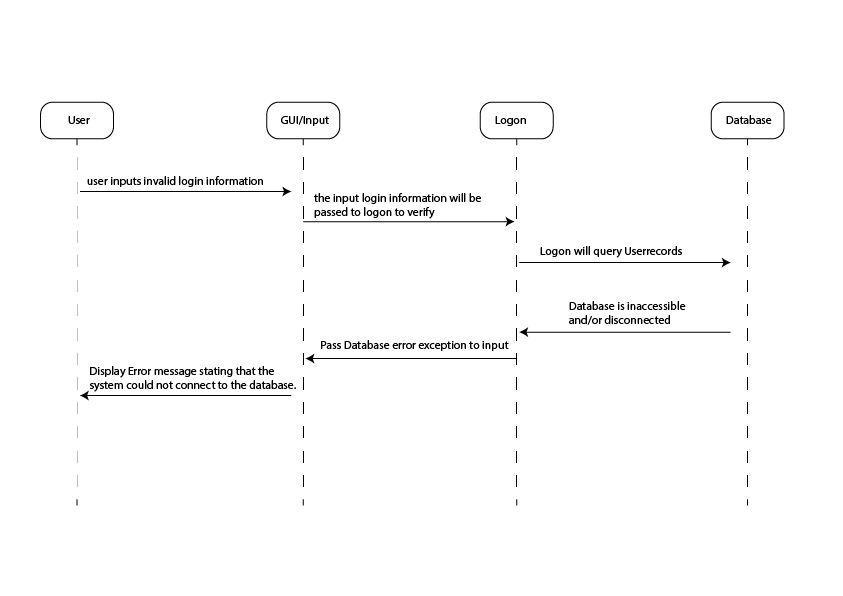 User
GUI/Input
Logon
Database
user inputs invalid login information
the input login information will be
passed to logon to verify
Logon will query Userrecords
Database is inaccessible
and/or disconnected
Pass Database error exception to input
Display Error message stating that the
system could not connect to the database.